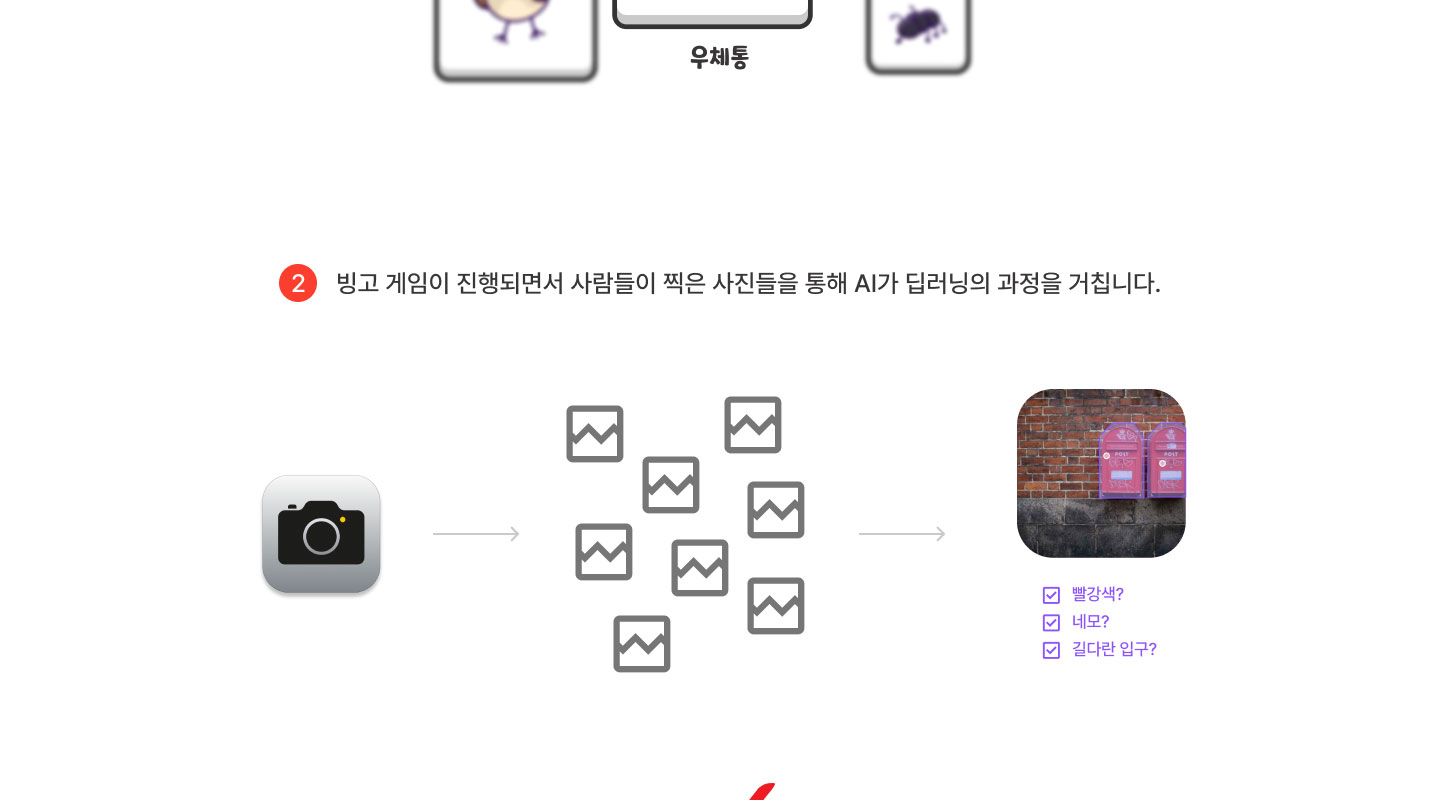 우체통
2 빙고 게임이 진행되면서 사람들이 찍은 사진들을 통해 AI가 딥러닝의 과정을 거칩니다.
POST POST
빨강색?
네모?
길다란 입구?